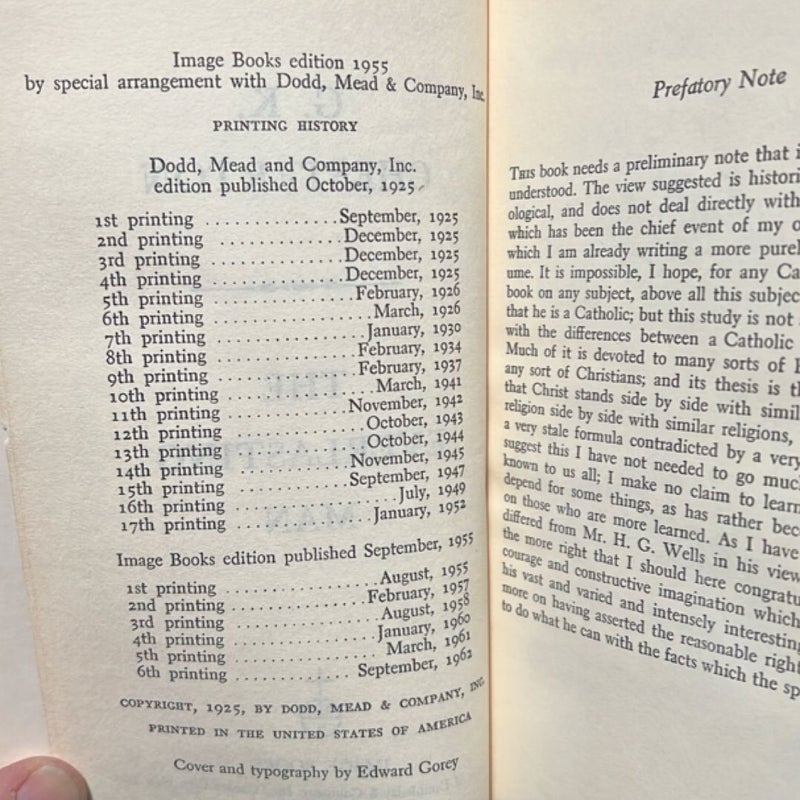 Image Books edition 1955
by special arrangement with Dodd, Mead & Company, Inc.
PRINTING HISTORY
Dodd, Mead and Company, Inc.
edition published October, 1925
1st printing .............September, 1925
2nd printing ............December, 1925
3rd printing .............December, 1925
4th printing .............December, 1925
5th printing .............February, 1926
6th printing ...............March, 1926
7th printing ..............January, 1930
8th printing .............February, 1934
9th printing .............February, 1937
10th printing ..............March, 1941
11th printing ............November, 1942
12th printing .............October, 1943
13th printing .............October, 1944
14th printing ............November, 1945
15th printing ............September, 1947
16th printing ................July, 1949
17th printing .............January, 1952
Image Books edition published September, 1955
1st printing ..............August, 1955
2nd printing .............February, 1957
3rd printing ..............August, 1958
4th printing .............January, 1960
5th printing ..............March, 1961
6th printing ............September, 1962
COPYRIGHT, 1925, BY DODD, MEAD & COMPANY, INC.
PRINTED IN THE UNITED STATES OF AMERICA
Cover and typography by Edward Gorey
Prefatory Note
THIS book needs a preliminary note that i
understood. The view suggested is histori
ological, and does not deal directly with
which has been the chief event of my o
which I am already writing a more purel
ume. It is impossible, I hope, for any Ca
book on any subject, above all this subjec
that he is a Catholic; but this study is not
with the differences between a Catholic
Much of it is devoted to many sorts of
any sort of Christians; and its thesis is th
that Christ stands side by side with simil
religion side by side with similar religions,
a very stale formula contradicted by a very
suggest this I have not needed to go muc
known to us all; I make no claim to learn
depend for some things, as has rather bec
on those who are more learned. As I have
differed from Mr. H. G. Wells in his view
the more right that I should here congratu
courage and constructive imagination which
his vast and varied and intensely interesting
more on having asserted the reasonable right
to do what he can with the facts which the sp